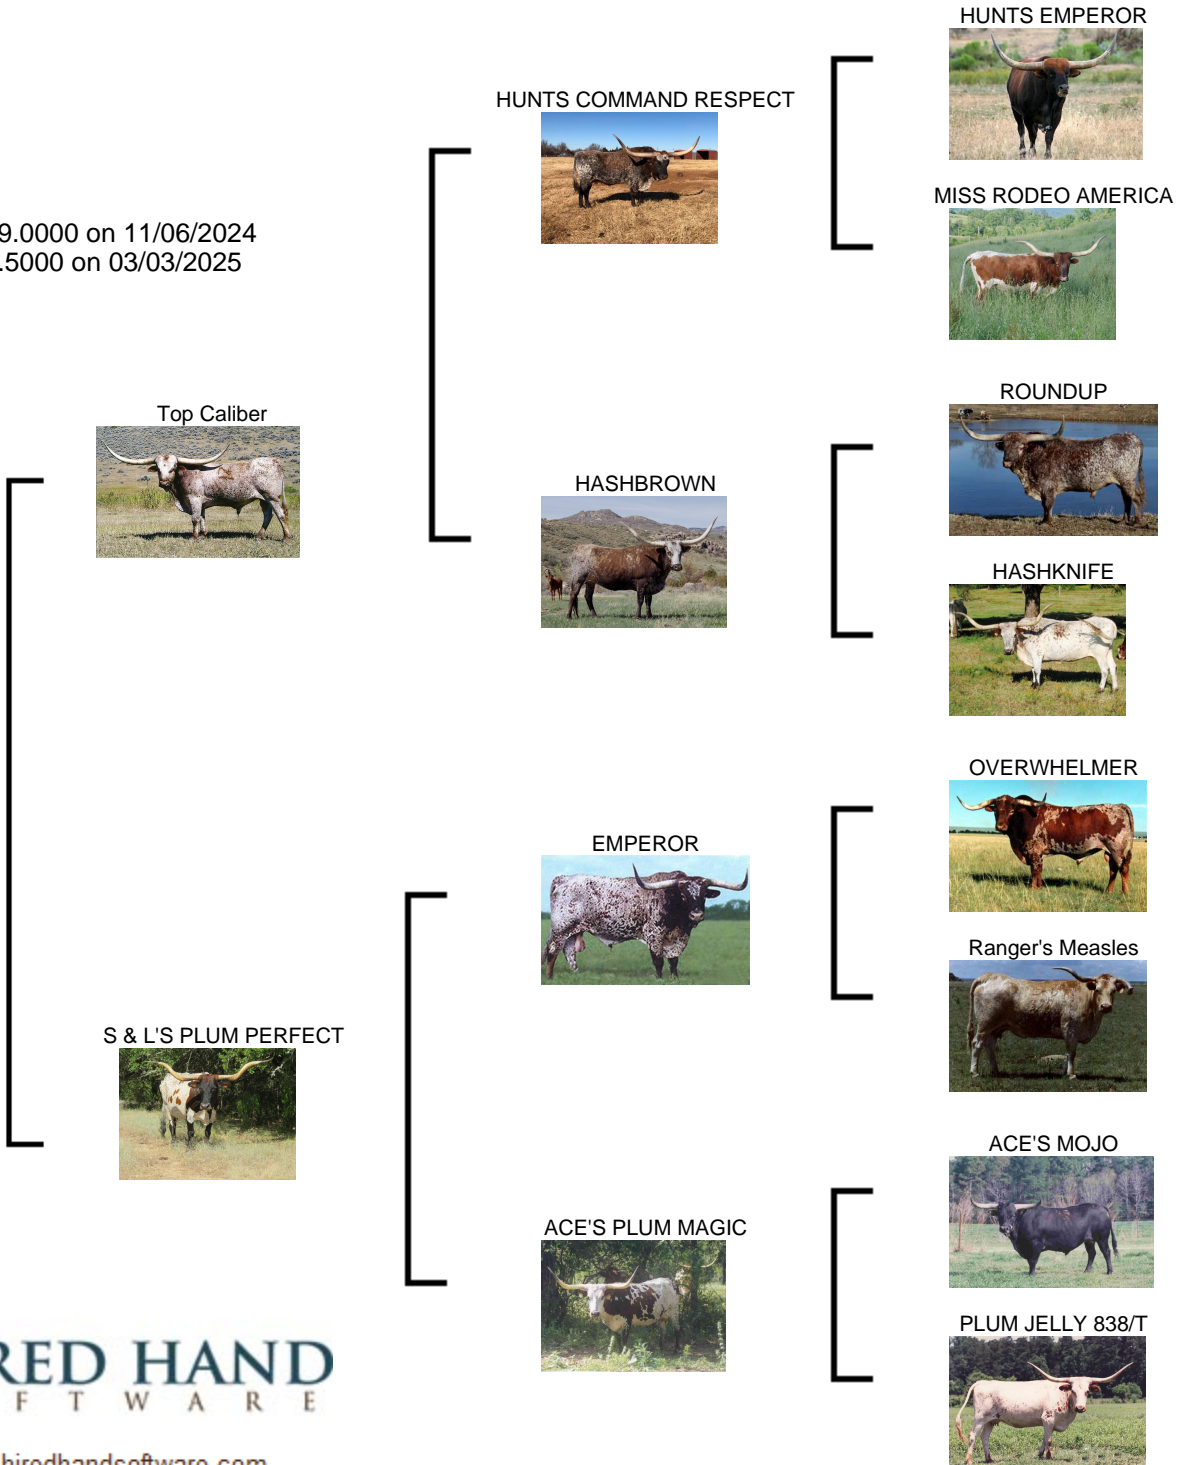 HUNTS EMPEROR
HUNTS COMMAND RESPECT
MISS RODEO AMERICA
9.0000 on 11/06/2024
.5000 on 03/03/2025
ROUNDUP
Top Caliber
HASHBROWN
HASHKNIFE
OVERWHELMER
EMPEROR
Ranger's Measles
S & L'S PLUM PERFECT
ACE'S MOJO
ACE'S PLUM MAGIC
PLUM JELLY 838/T
RED HAND
F T W A R E
hiredhandsoftware.com